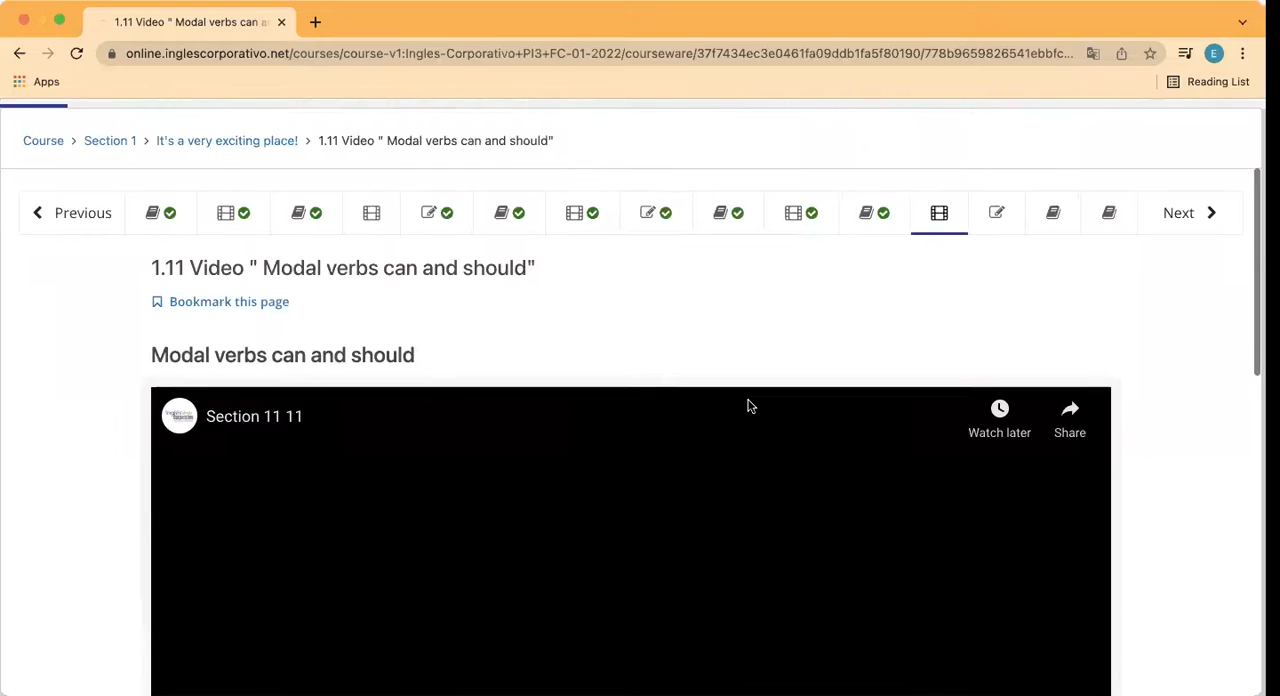 1.11 Video " Modal verbs can a
online.inglescorporativo.net/courses/course-v1:Ingles-Corporativo+PI3+FC-01-2022/courseware/37f7434ec3e0461fa09ddb1fa5f80190/778b9659826541ebbfc...
E
Apps
Reading List
Course > Section 1 > It's a very exciting place! > 1.11 Video " Modal verbs can and should"
Previous
Next
1.11 Video " Modal verbs can and should"
Bookmark this page
Modal verbs can and should
Section 11 11
Watch later
Share